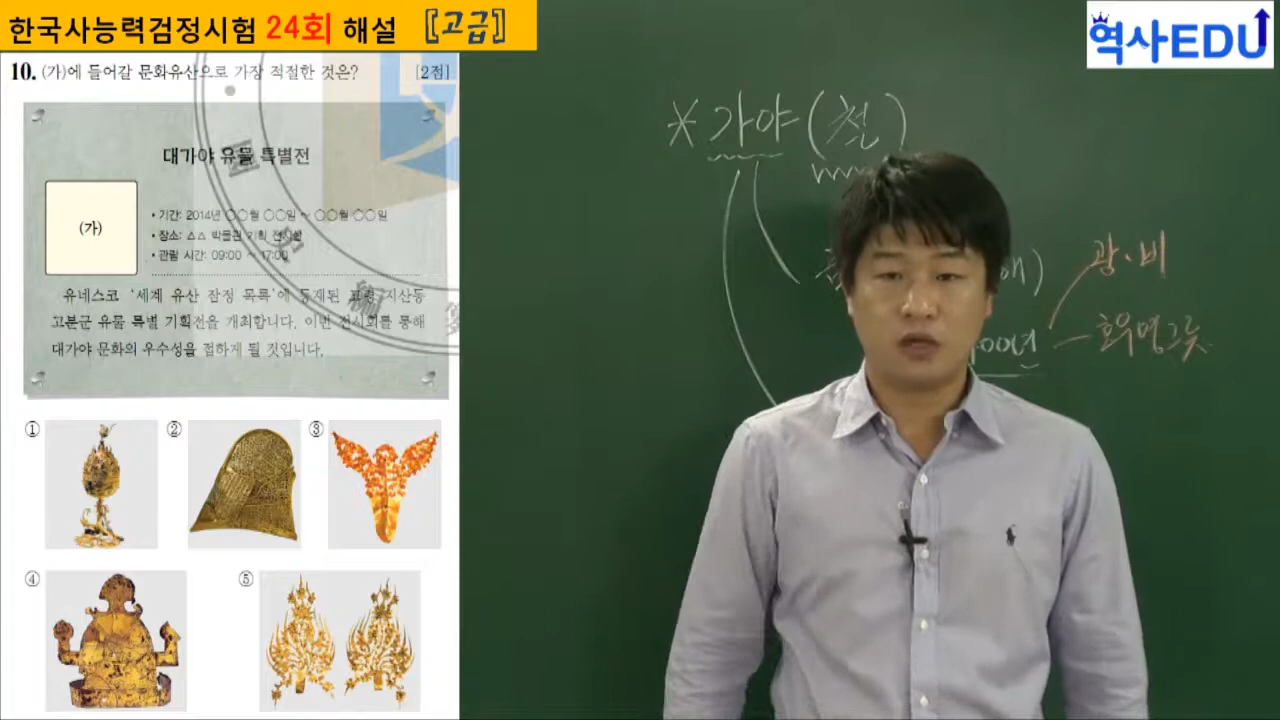 한국사능력검정시험 24회 해설 [고급]
역사EDU
10. (가)에 들어갈 문화유산으로 가장 적절한 것은? [2점]
대가야 유물 특별전
(가)
• 기간: 2014년 ○○월 ○○일 ~ ○○월 ○○일
• 장소: △△ 박물관 기획 전시실
• 관람 시간: 09:00 ~ 17:00
유네스코 '세계 유산 잠정 목록'에 등재된 고령 지산동
고분군 유물 특별 기획전을 개최합니다. 이번 전시회를 통해
대가야 문화의 우수성을 접하게 될 것입니다.
①
②
③
④
⑤
* 가야 (철)
광·비
호우명그릇